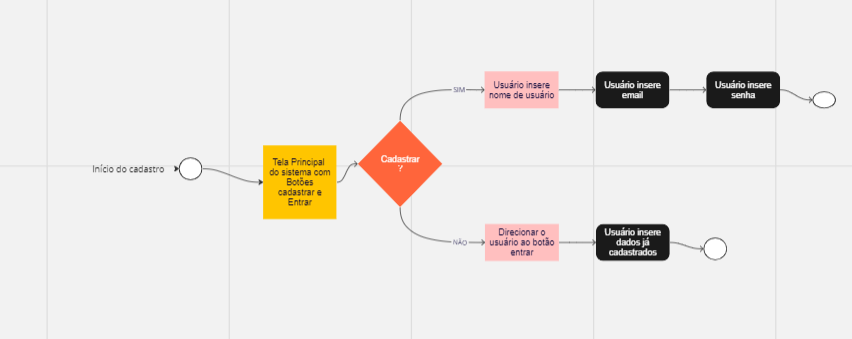 Início do cadastro
Tela Principal
do sistema com
Botões
cadastrar e
Entrar
Cadastrar
?
SIM
Usuário insere
nome de usuário
Usuário insere
email
Usuário insere
senha
NÃO
Direcionar o
usuário ao botão
entrar
Usuário insere
dados já
cadastrados